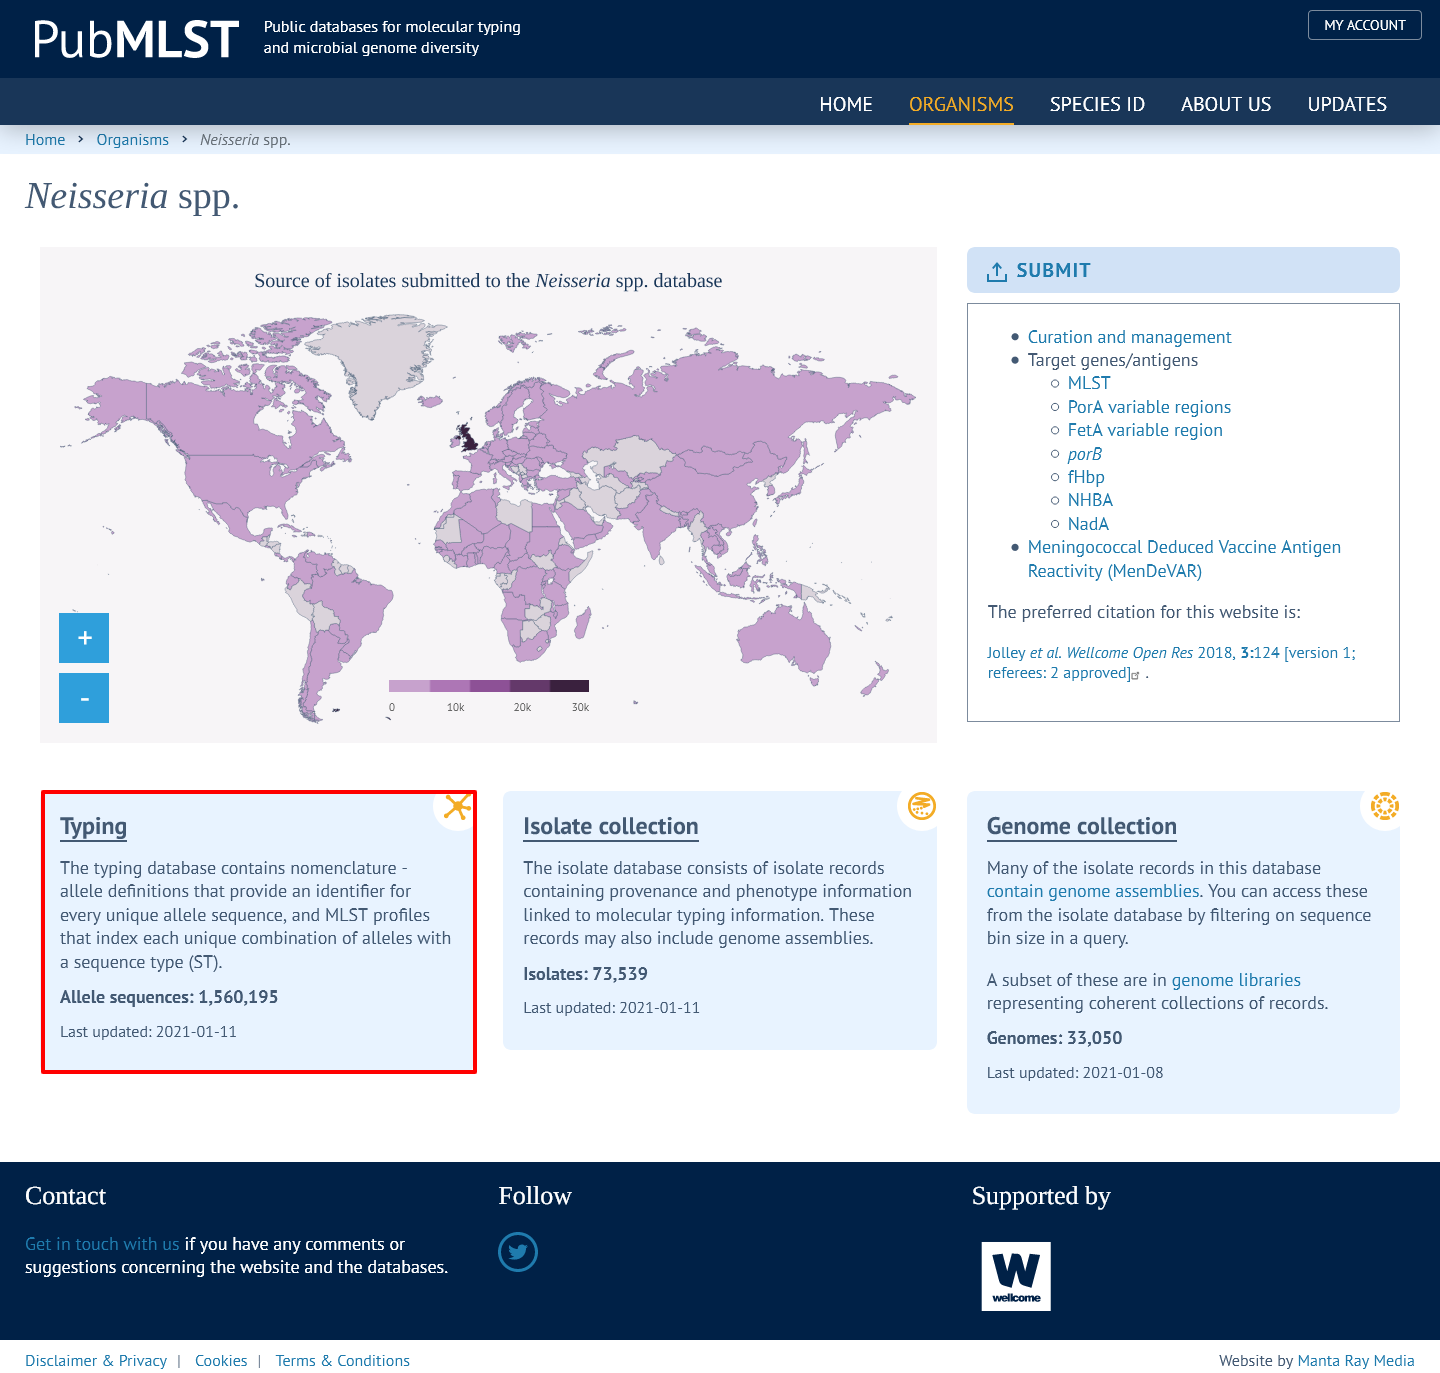 PubMLST
Public databases for molecular typing
and microbial genome diversity
MY ACCOUNT
HOME ORGANISMS SPECIES ID ABOUT US UPDATES
Home › Organisms › Neisseria spp.
Neisseria spp.
Source of isolates submitted to the Neisseria spp. database
+
-
0 10k 20k 30k
SUBMIT
Curation and management
Target genes/antigens
MLST
PorA variable regions
FetA variable region
porB
fHbp
NHBA
NadA
Meningococcal Deduced Vaccine Antigen
Reactivity (MenDeVAR)
The preferred citation for this website is:
Jolley et al. Wellcome Open Res 2018, 3:124 [version 1;
referees: 2 approved] .
Typing
The typing database contains nomenclature -
allele definitions that provide an identifier for
every unique allele sequence, and MLST profiles
that index each unique combination of alleles with
a sequence type (ST).
Allele sequences: 1,560,195
Last updated: 2021-01-11
Isolate collection
The isolate database consists of isolate records
containing provenance and phenotype information
linked to molecular typing information. These
records may also include genome assemblies.
Isolates: 73,539
Last updated: 2021-01-11
Genome collection
Many of the isolate records in this database
contain genome assemblies. You can access these
from the isolate database by filtering on sequence
bin size in a query.
A subset of these are in genome libraries
representing coherent collections of records.
Genomes: 33,050
Last updated: 2021-01-08
Contact
Get in touch with us if you have any comments or
suggestions concerning the website and the databases.
Follow
Supported by
W
wellcome
Disclaimer & Privacy | Cookies | Terms & Conditions
Website by Manta Ray Media